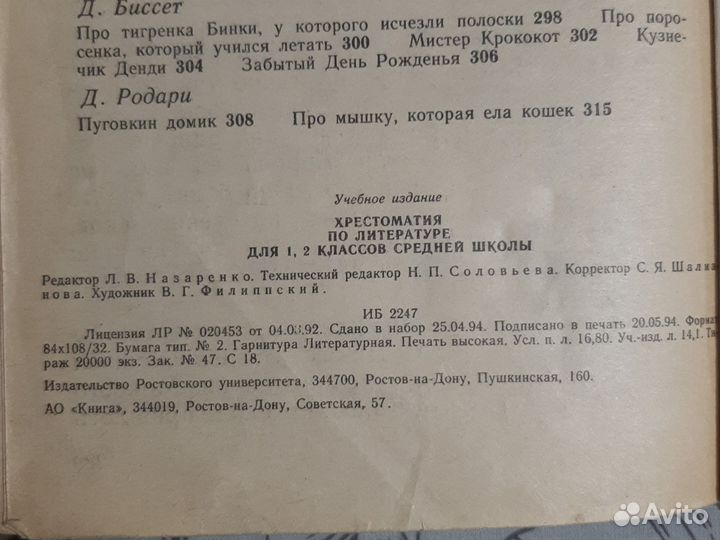 Д. Биссет
Про тигренка Бинки, у которого исчезли полоски 298 Про поро-
сенка, который учился летать 300 Мистер Крококот 302 Кузне-
чик Денди 304 Забытый День Рожденья 306
Д. Родари
Пуговкин домик 308 Про мышку, которая ела кошек 315
Учебное издание
ХРЕСТОМАТИЯ
ПО ЛИТЕРАТУРЕ
ДЛЯ 1, 2 КЛАССОВ СРЕДНЕЙ ШКОЛЫ
Редактор Л. В. Назаренко. Технический редактор Н. П. Соловьева. Корректор С. Я. Шали
нова. Художник В. Г. Филиппский.
ИБ 2247
Лицензия ЛР № 020453 от 92. Сдано в набор 25.04.94. Подписано в печать 20.05.94. Формат
84х108/32. Бумага тип. № 2. Гарнитура Литературная. Печать высокая. Усл. п. л. 16,80. Уч.-изд. л. 14,1. Ти-
раж 20000 экз. Зак. № 47. С 18.
Издательство Ростовского университета, 344700, Ростов-на-Дону, Пушкинская, 160.
АО «Книга», 344019, Ростов-на-Дону, Советская, 57.
Avito